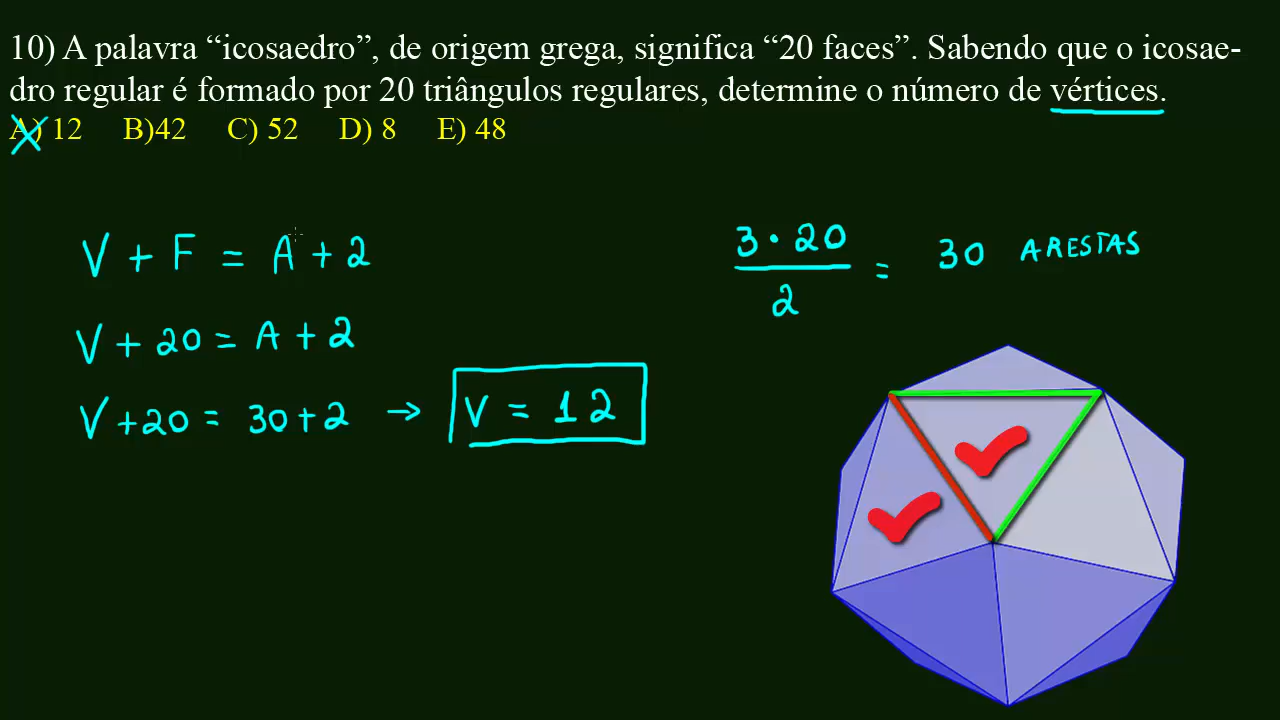 10) A palavra “icosaedro”, de origem grega, significa “20 faces”. Sabendo que o icosae-
dro regular é formado por 20 triângulos regulares, determine o número de vértices.
A) 12 B)42 C) 52 D) 8 E) 48
V + F = A + 2
V + 20 = A + 2
V + 20 = 30 + 2 → V = 12
3 · 20
2
= 30 ARESTAS